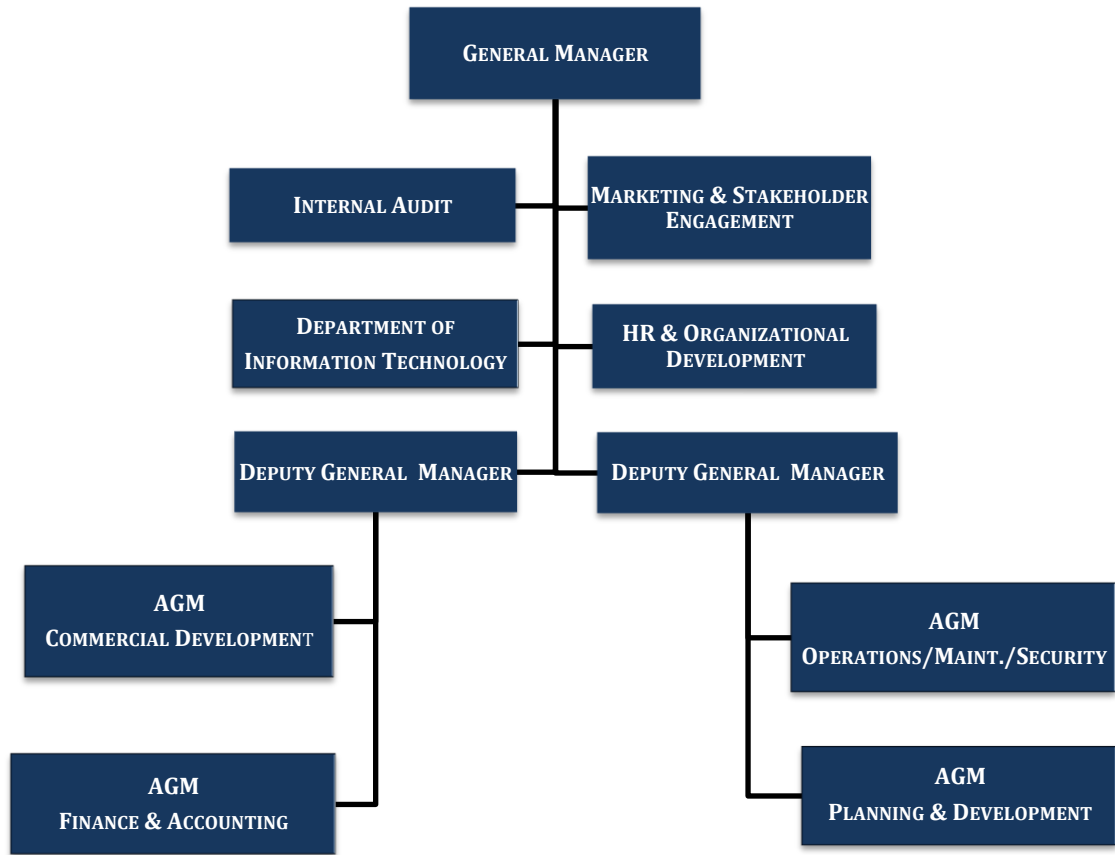 GENERAL MANAGER
INTERNAL AUDIT
MARKETING & STAKEHOLDER
ENGAGEMENT
DEPARTMENT OF
INFORMATION TECHNOLOGY
HR & ORGANIZATIONAL
DEVELOPMENT
DEPUTY GENERAL MANAGER
DEPUTY GENERAL MANAGER
AGM
COMMERCIAL DEVELOPMENT
AGM
OPERATIONS/MAINT./SECURITY
AGM
FINANCE & ACCOUNTING
AGM
PLANNING & DEVELOPMENT